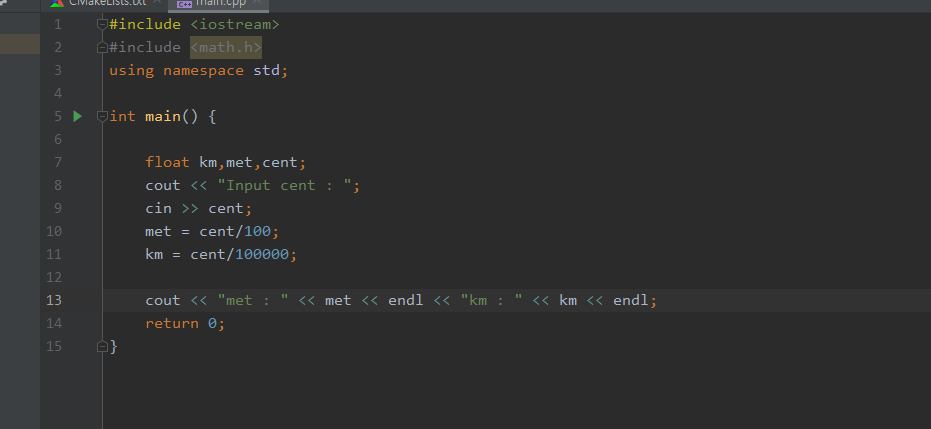 CMakeLists.txt main.cpp
1 #include <iostream>
2 #include <math.h>
3 using namespace std;
4
5 int main() {
6
7 float km,met,cent;
8 cout << "Input cent : ";
9 cin >> cent;
10 met = cent/100;
11 km = cent/100000;
12
13 cout << "met : " << met << endl << "km : " << km << endl;
14 return 0;
15 }